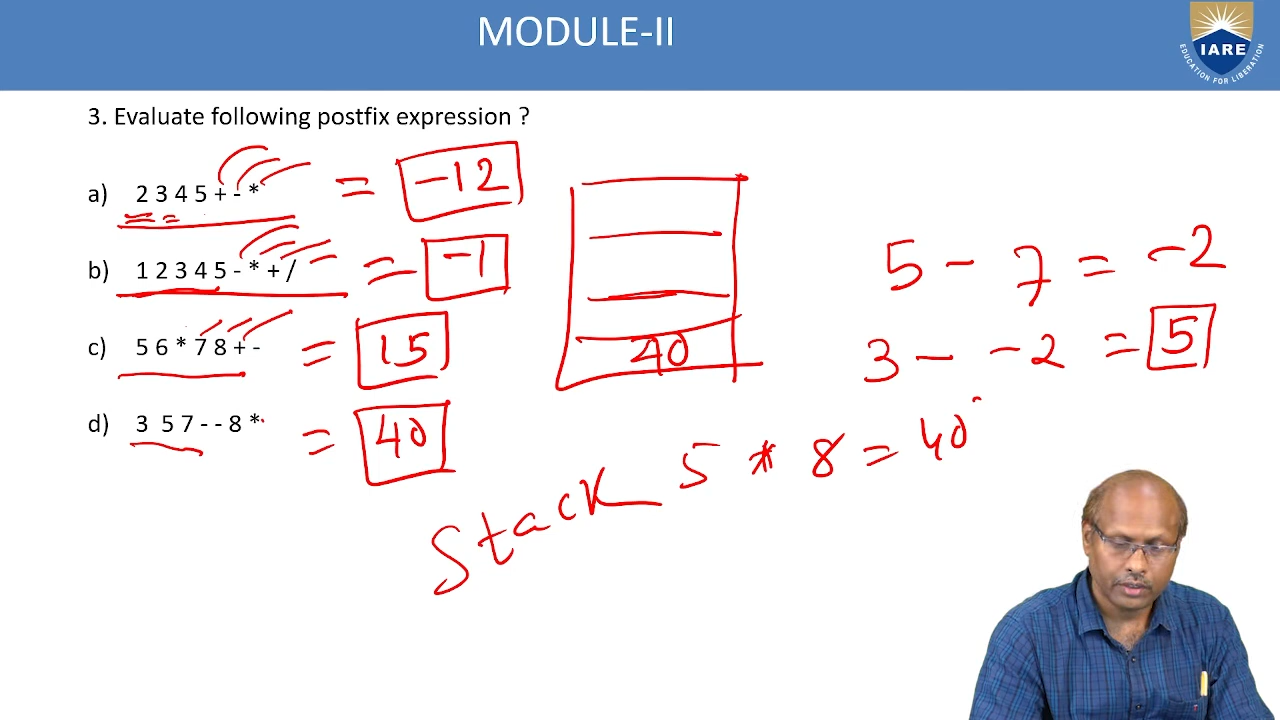 MODULE-II
IARE
EDUCATION FOR LIBERATION
3. Evaluate following postfix expression ?
a) 2 3 4 5 + - * = -12
b) 1 2 3 4 5 - * + / = -1
c) 5 6 * 7 8 + - = 15
d) 3 5 7 - - 8 * = 40
40
5 - 7 = -2
3 - -2 = 5
Stack 5 * 8 = 40